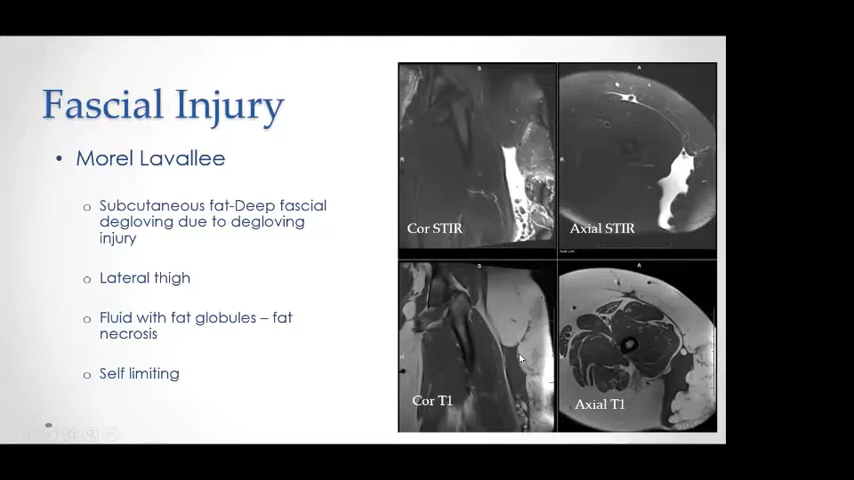 Fascial Injury
• Morel Lavallee
o Subcutaneous fat-Deep fascial
degloving due to degloving
injury
o Lateral thigh
o Fluid with fat globules – fat
necrosis
o Self limiting
S
A
R
R
Cor STIR
Axial STIR
S
A
R
Cor T1
Axial T1